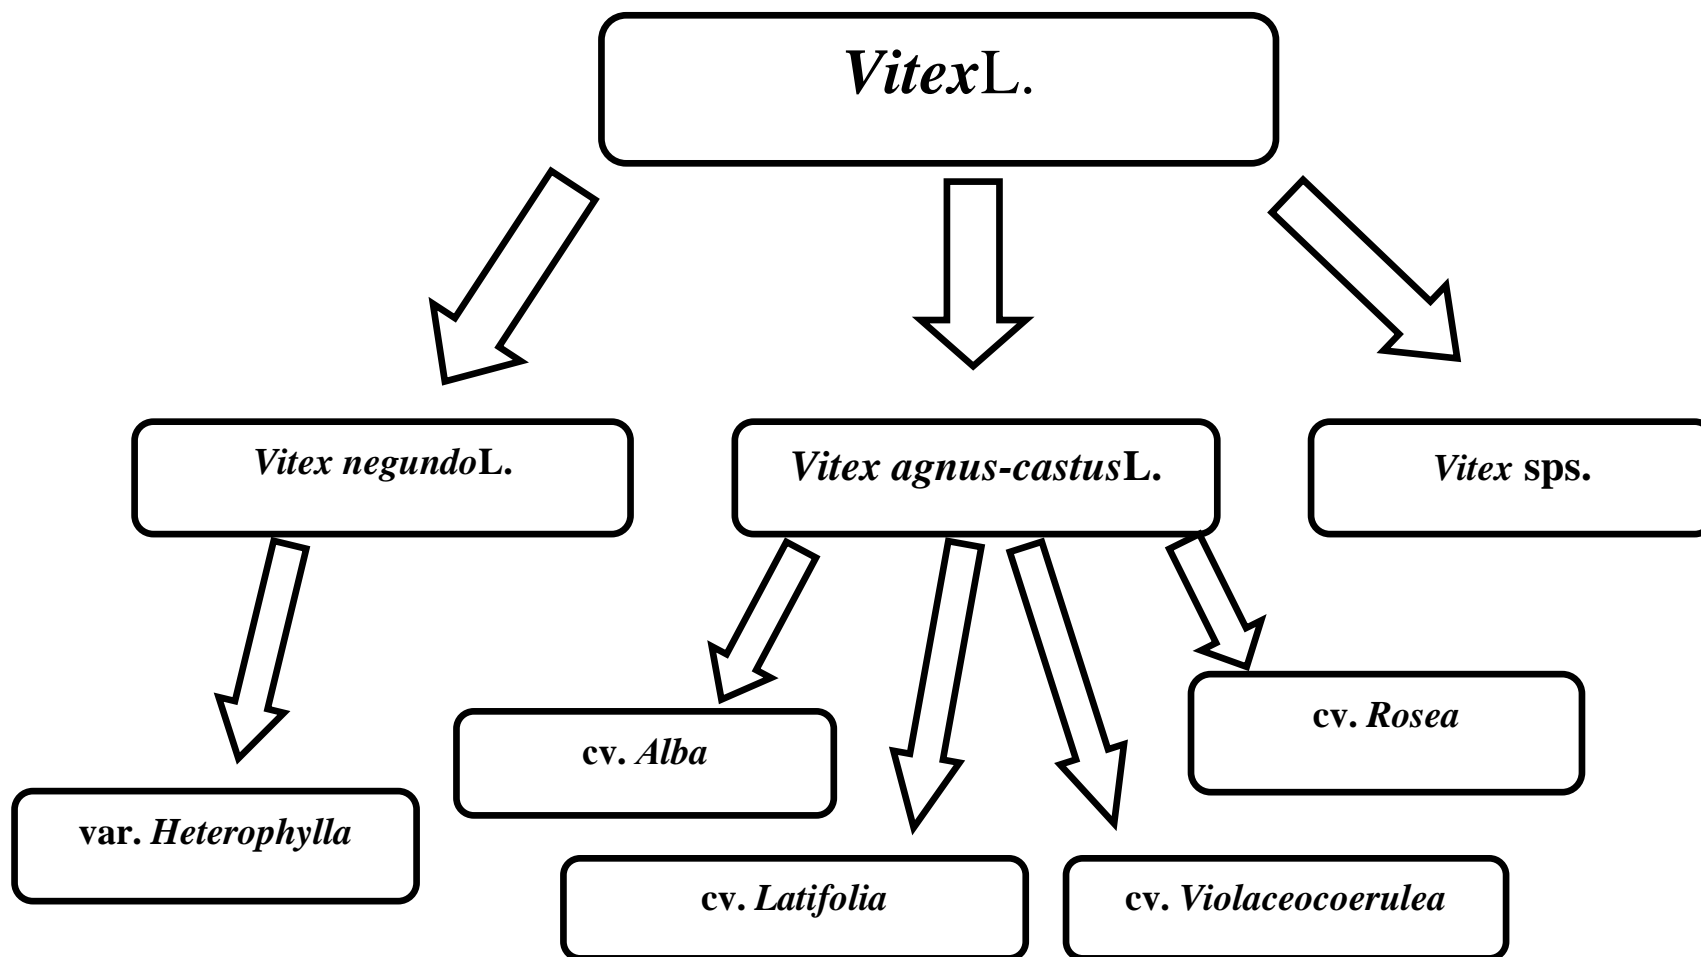 VitexL.
Vitex negundoL.
Vitex agnus-castusL.
Vitex sps.
cv. Rosea
cv. Alba
var. Heterophylla
cv. Latifolia
cv. Violaceocoerulea